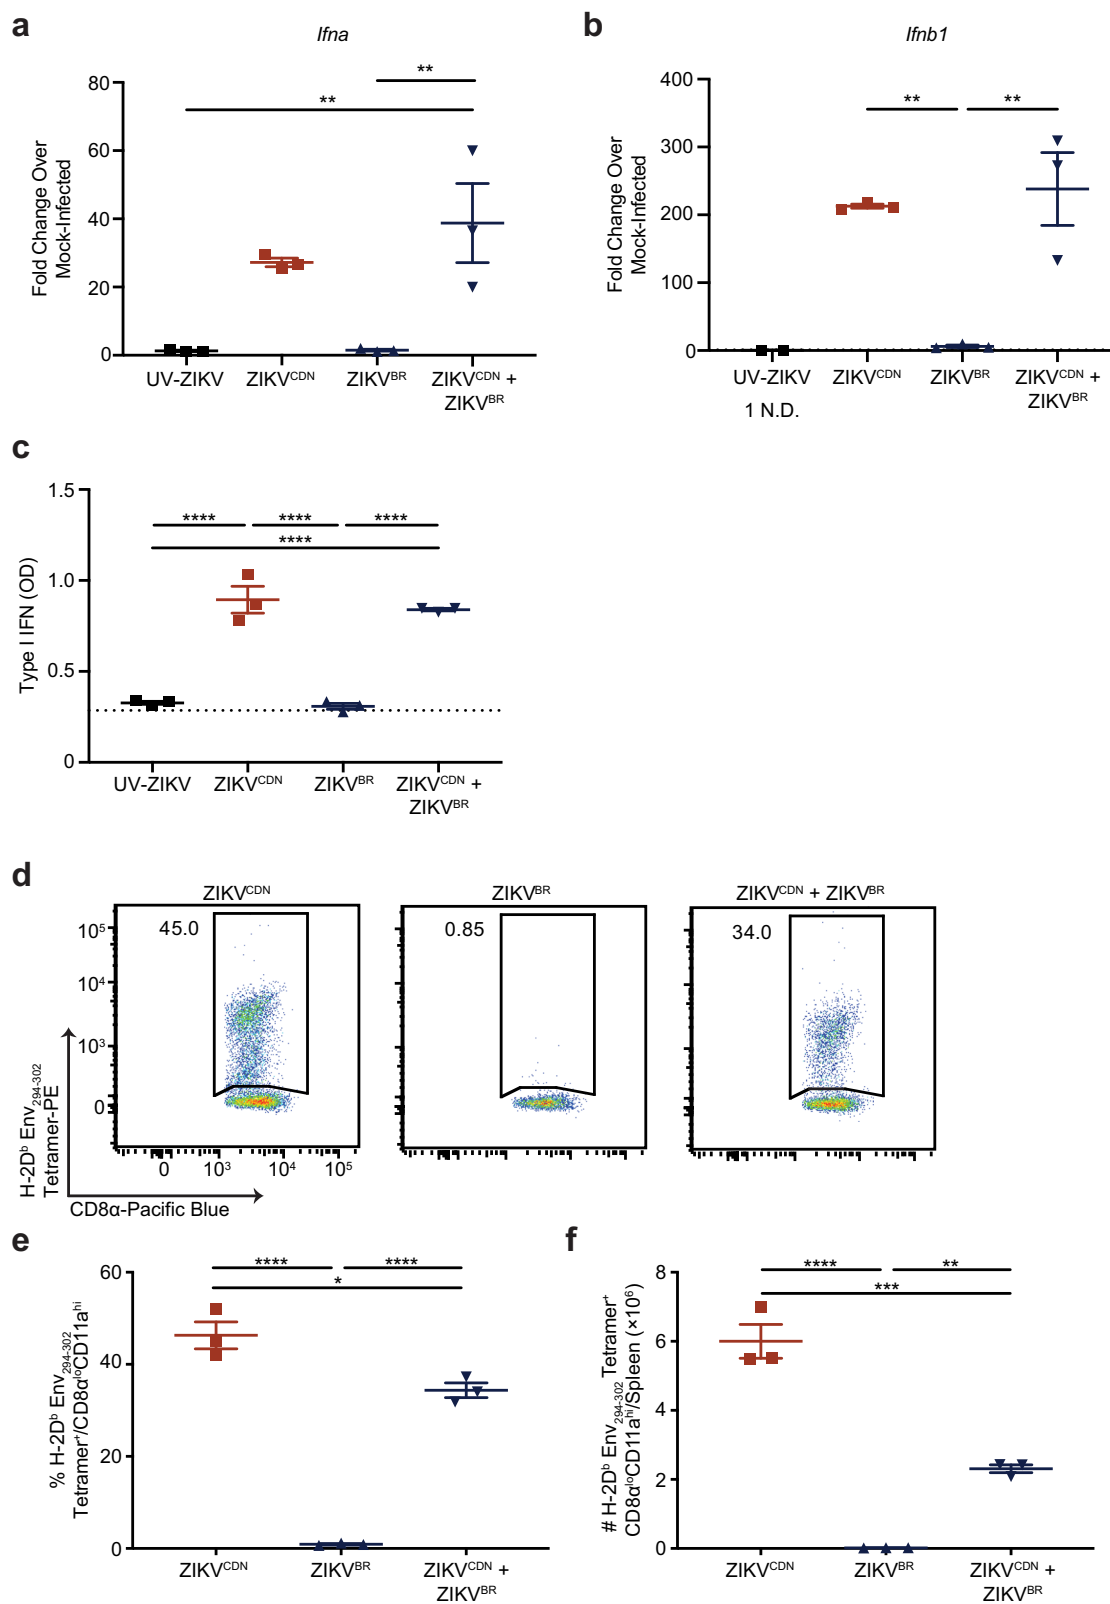 a
Ifna
**
**
80
60
40
20
0
Fold Change Over
Mock-Infected
UV-ZIKV
ZIKVCDN
ZIKVBR
ZIKVCDN +
ZIKVBR
b
Ifnb1
**
**
400
300
200
100
0
Fold Change Over
Mock-Infected
UV-ZIKV
ZIKVCDN
ZIKVBR
ZIKVCDN +
ZIKVBR
1 N.D.
c
****
****
****
****
1.5
1.0
0.5
0
Type I IFN (OD)
UV-ZIKV
ZIKVCDN
ZIKVBR
ZIKVCDN +
ZIKVBR
d
ZIKVCDN
ZIKVBR
ZIKVCDN + ZIKVBR
45.0
0.85
34.0
10⁵
10⁴
10³
0
0
10³
10⁴
10⁵
H-2Dᵇ Env₂₉₄₋₃₀₂
Tetramer-PE
CD8α-Pacific Blue
e
****
****
*
60
40
20
0
% H-2Dᵇ Env₂₉₄₋₃₀₂
Tetramer⁺/CD8αˡᵒCD11aʰⁱ
ZIKVCDN
ZIKVBR
ZIKVCDN +
ZIKVBR
f
****
**
***
8
6
4
2
0
# H-2Dᵇ Env₂₉₄₋₃₀₂Tetramer⁺
CD8αˡᵒCD11aʰⁱ/Spleen (×10⁶)
ZIKVCDN
ZIKVBR
ZIKVCDN +
ZIKVBR